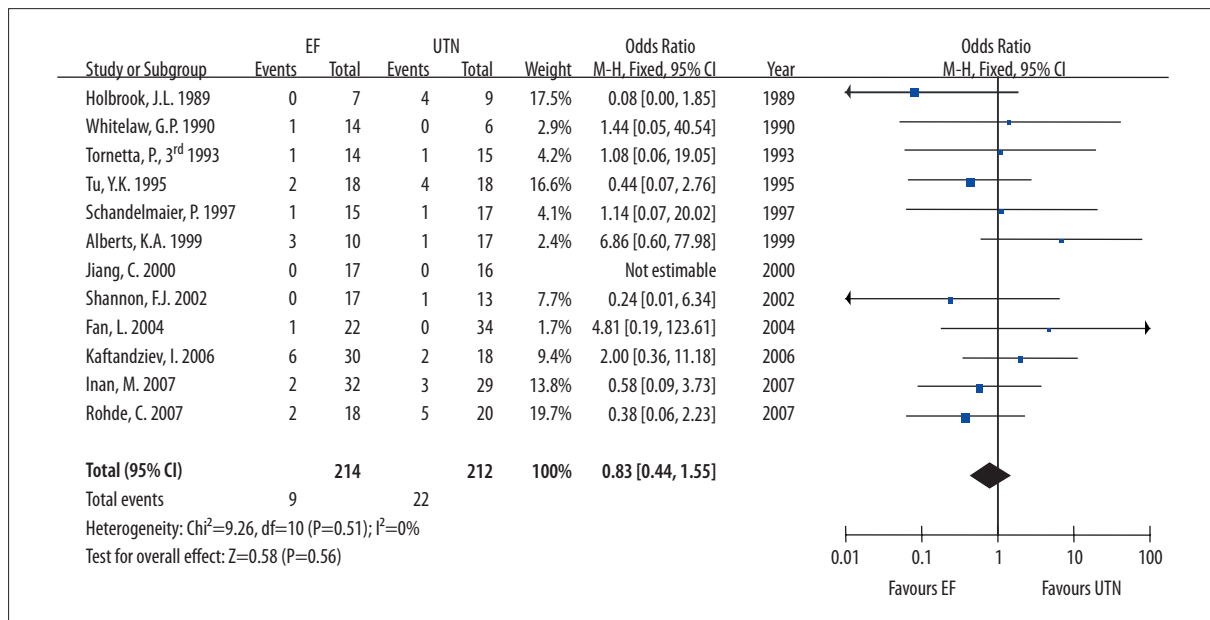 EF UTN Odds Ratio Odds Ratio
Study or Subgroup Events Total Events Total Weight M-H, Fixed, 95% CI Year M-H, Fixed, 95% CI
Holbrook, J.L. 1989 0 7 4 9 17.5% 0.08 [0.00, 1.85] 1989
Whitelaw, G.P. 1990 1 14 0 6 2.9% 1.44 [0.05, 40.54] 1990
Tornetta, P., 3rd 1993 1 14 1 15 4.2% 1.08 [0.06, 19.05] 1993
Tu, Y.K. 1995 2 18 4 18 16.6% 0.44 [0.07, 2.76] 1995
Schandelmaier, P. 1997 1 15 1 17 4.1% 1.14 [0.07, 20.02] 1997
Alberts, K.A. 1999 3 10 1 17 2.4% 6.86 [0.60, 77.98] 1999
Jiang, C. 2000 0 17 0 16 Not estimable 2000
Shannon, F.J. 2002 0 17 1 13 7.7% 0.24 [0.01, 6.34] 2002
Fan, L. 2004 1 22 0 34 1.7% 4.81 [0.19, 123.61] 2004
Kaftandziev, I. 2006 6 30 2 18 9.4% 2.00 [0.36, 11.18] 2006
Inan, M. 2007 2 32 3 29 13.8% 0.58 [0.09, 3.73] 2007
Rohde, C. 2007 2 18 5 20 19.7% 0.38 [0.06, 2.23] 2007
Total (95% CI) 214 212 100% 0.83 [0.44, 1.55]
Total events 9 22
Heterogeneity: Chi²=9.26, df=10 (P=0.51); I²=0%
Test for overall effect: Z=0.58 (P=0.56)
0.01 0.1 1 10 100
Favours EF Favours UTN